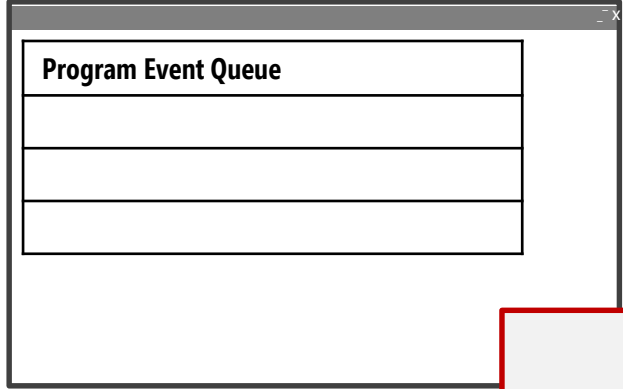 _ ‾ X
Program Event Queue